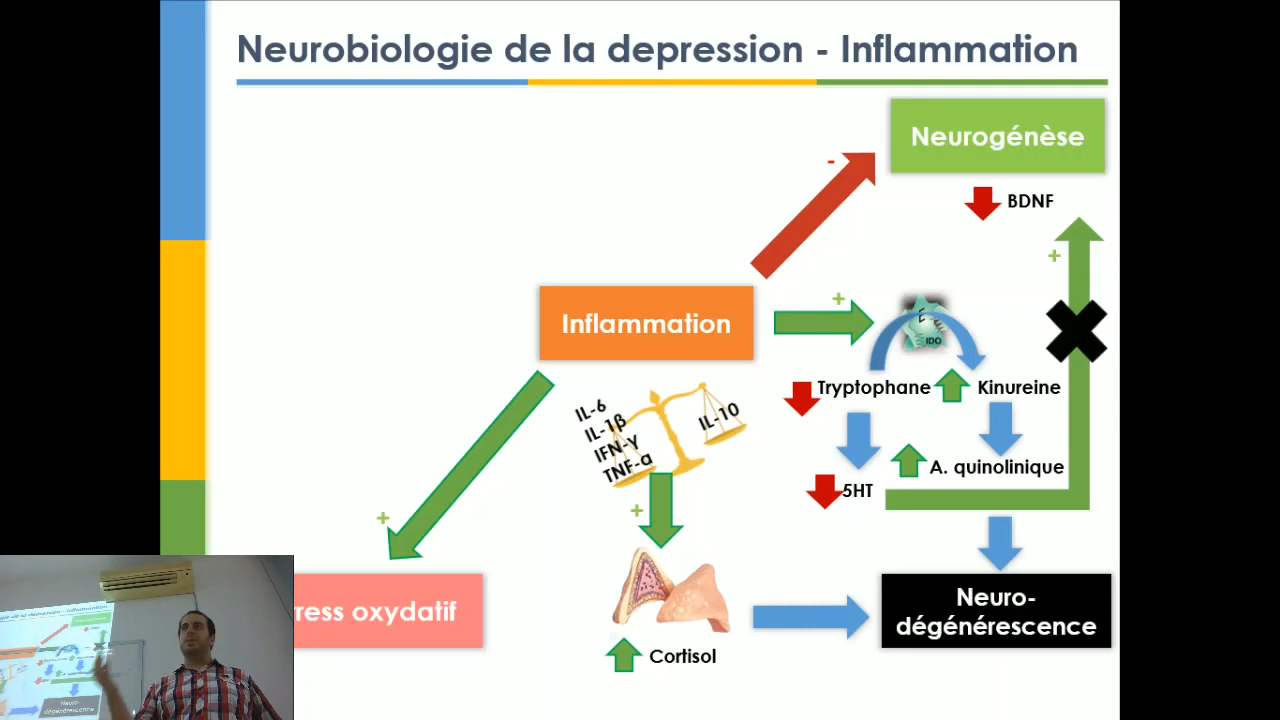 Neurobiologie de la depression - Inflammation
Neurogénèse
-
BDNF
+
Inflammation
+
IDO
Tryptophane
Kinureine
IL-6
IL-1β
IFN-γ
TNF-α
IL-10
A. quinolinique
5HT
+
+
ress oxydatif
Neuro-
dégénérescence
Cortisol